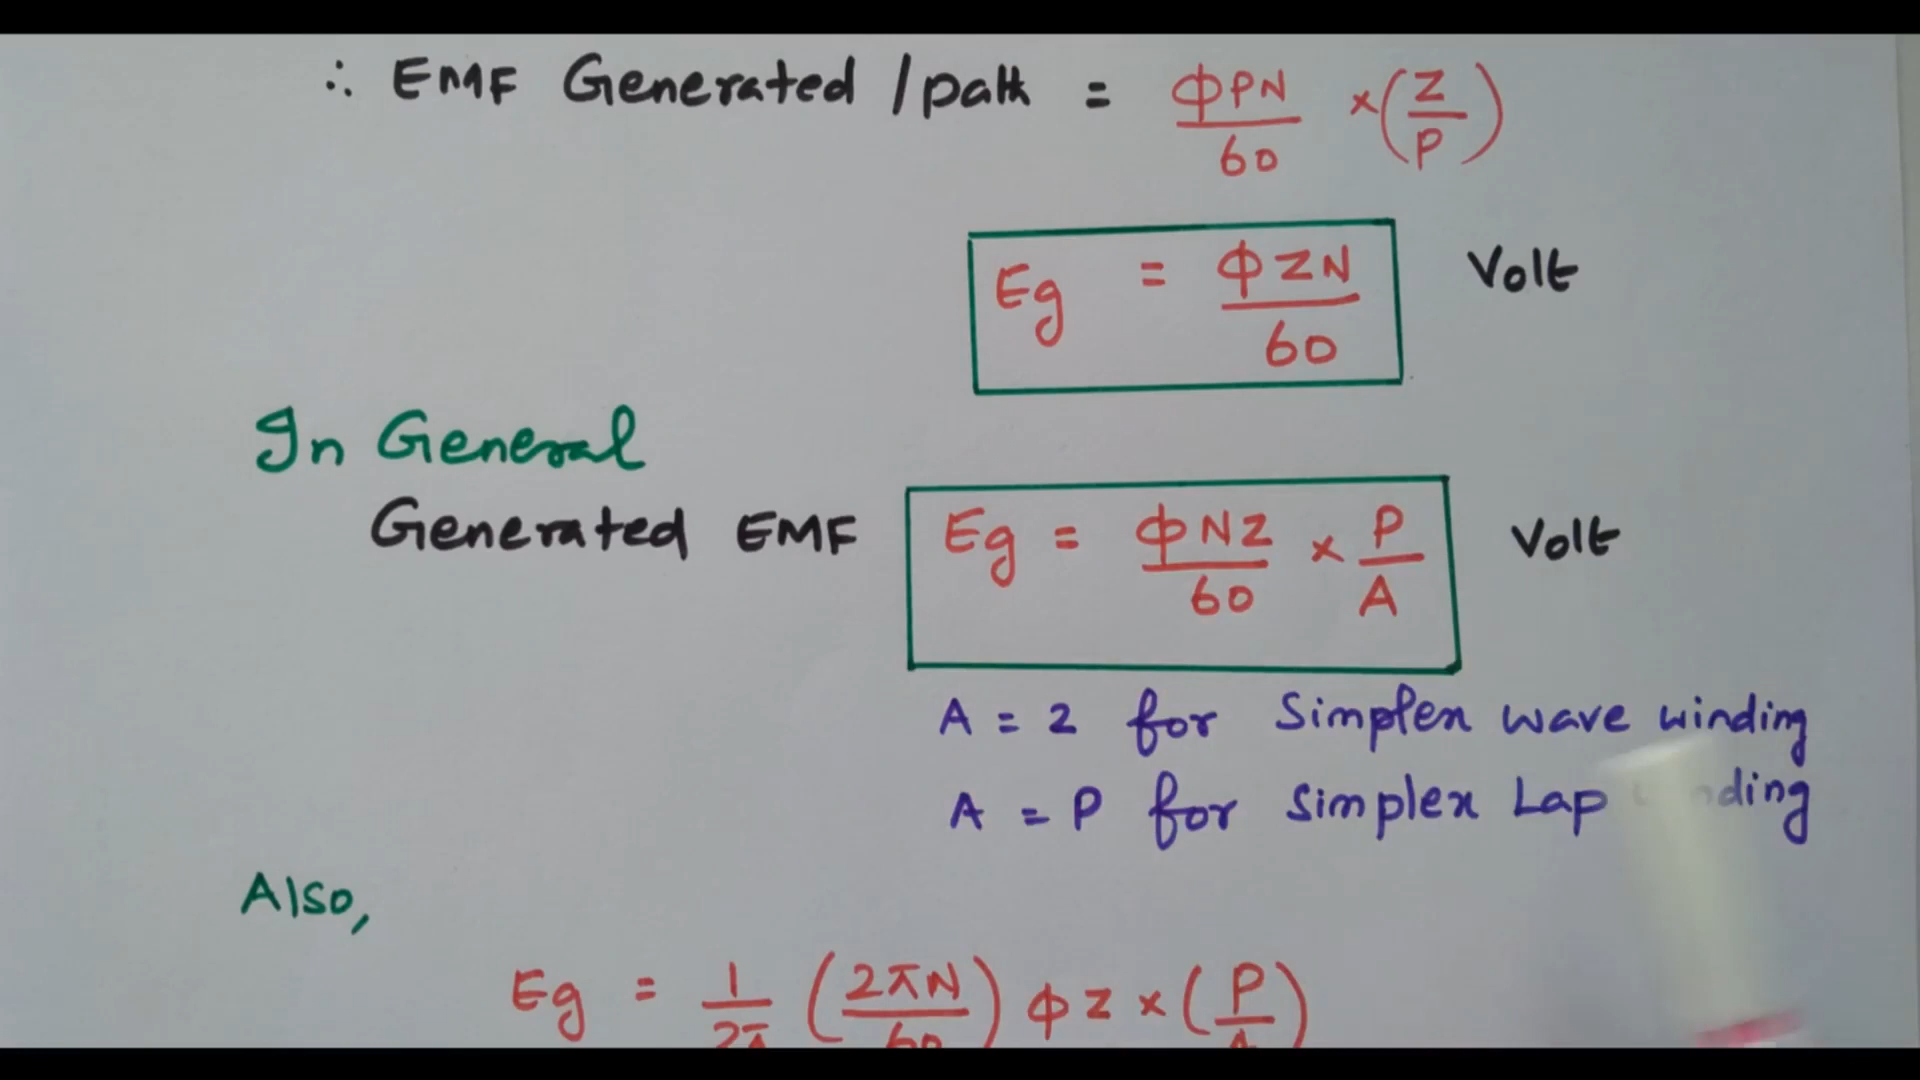 ∴ EMF Generated / path = ΦPN/60 × (Z/P)
Eg = ΦZN/60 Volt
In General
Generated EMF Eg = ΦNZ/60 × P/A Volt
A = 2 for Simplex wave winding
A = P for Simplex Lap
Also,
Eg = 1/2π (2πN/60) ΦZ × (P/A)